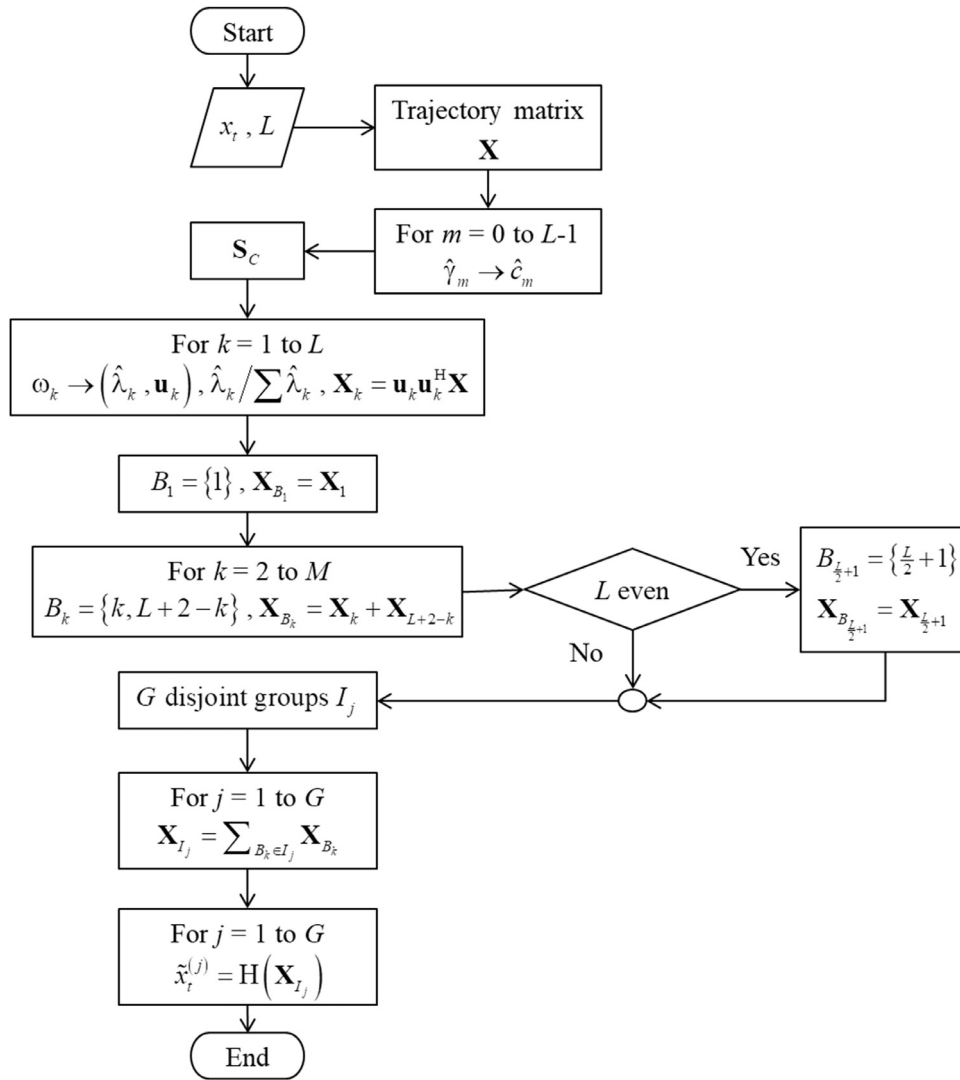 Start
x_t , L
Trajectory matrix
𝐗
For m = 0 to L-1
γ̂_m → ĉ_m
𝐒_C
For k = 1 to L
ω_k → (λ̂_k , 𝐮_k) , λ̂_k/∑ λ̂_k , 𝐗_k = 𝐮_k 𝐮_k^H 𝐗
B_1 = {1} , 𝐗_{B_1} = 𝐗_1
For k = 2 to M
B_k = {k, L+2−k} , 𝐗_{B_k} = 𝐗_k + 𝐗_{L+2−k}
L even
Yes
B_{L/2+1} = {L/2+1}
𝐗_{B_{L/2+1}} = 𝐗_{L/2+1}
No
G disjoint groups I_j
For j = 1 to G
𝐗_{I_j} = ∑_{B_k∈I_j} 𝐗_{B_k}
For j = 1 to G
x̃_t^{(j)} = H(𝐗_{I_j})
End